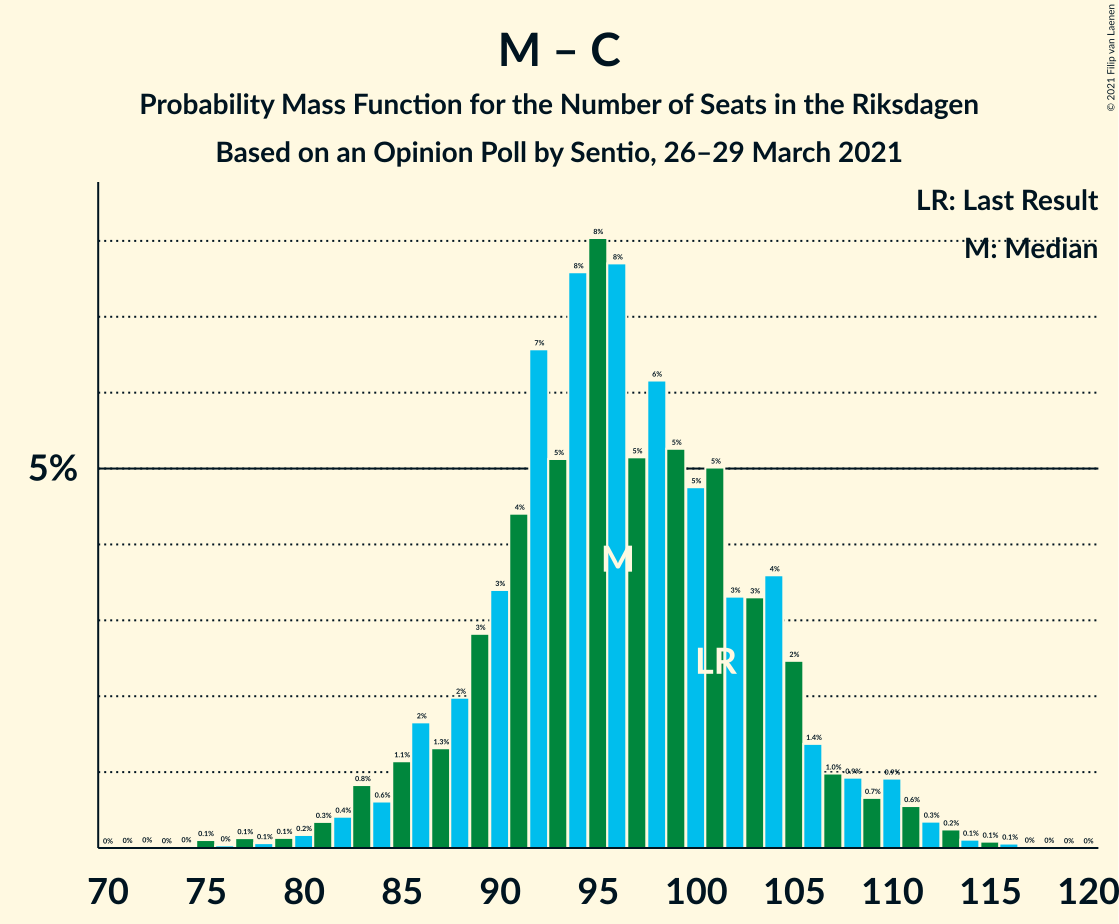 © 2021 Filip van Laenen
M – C
Probability Mass Function for the Number of Seats in the Riksdagen
Based on an Opinion Poll by Sentio, 26–29 March 2021
LR: Last Result
M: Median
5%
0% 0% 0% 0% 0% 0.1% 0% 0.1% 0.1% 0.1% 0.2% 0.3% 0.4% 0.8% 0.6% 1.1% 2% 1.3% 2% 3% 3% 4% 7% 5% 8% 8% 8% 5% 6% 5% 5% 5% 3% 3% 4% 2% 1.4% 1.0% 0.9% 0.7% 0.9% 0.6% 0.3% 0.2% 0.1% 0.1% 0.1% 0% 0% 0% 0%
M
LR
70 75 80 85 90 95 100 105 110 115 120